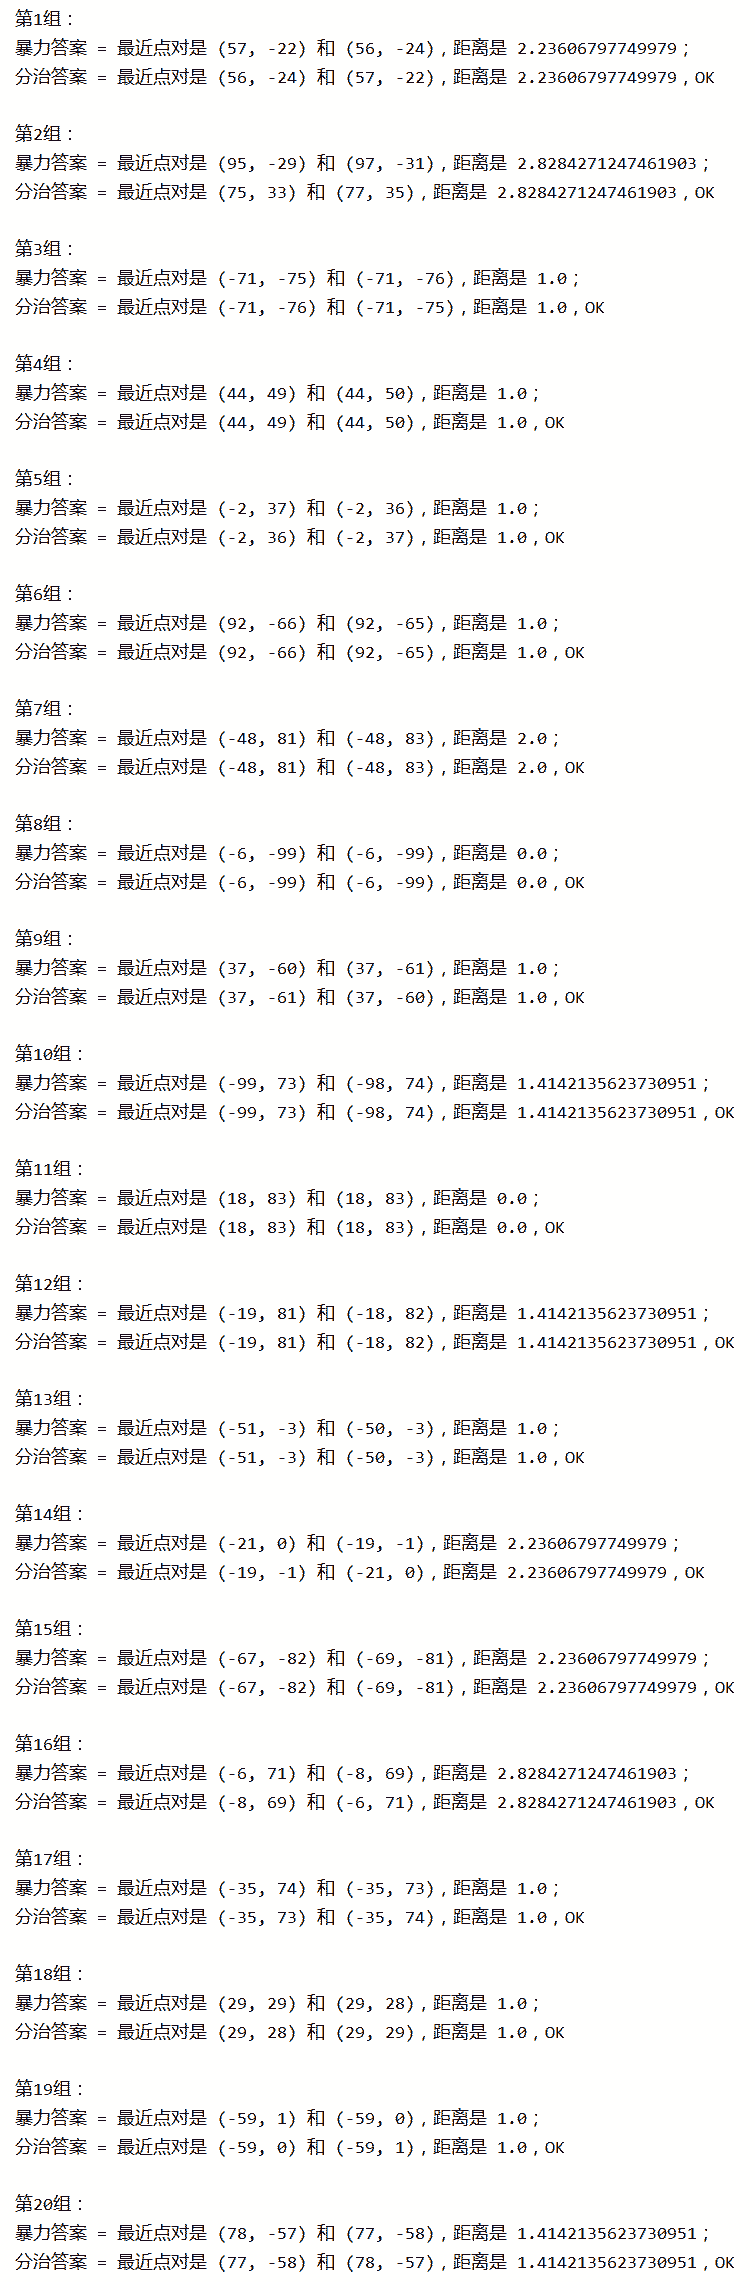 第1组：
暴力答案 = 最近点对是 (57, -22) 和 (56, -24)，距离是 2.23606797749979；
分治答案 = 最近点对是 (56, -24) 和 (57, -22)，距离是 2.23606797749979，OK
第2组：
暴力答案 = 最近点对是 (95, -29) 和 (97, -31)，距离是 2.8284271247461903；
分治答案 = 最近点对是 (75, 33) 和 (77, 35)，距离是 2.8284271247461903，OK
第3组：
暴力答案 = 最近点对是 (-71, -75) 和 (-71, -76)，距离是 1.0；
分治答案 = 最近点对是 (-71, -76) 和 (-71, -75)，距离是 1.0，OK
第4组：
暴力答案 = 最近点对是 (44, 49) 和 (44, 50)，距离是 1.0；
分治答案 = 最近点对是 (44, 49) 和 (44, 50)，距离是 1.0，OK
第5组：
暴力答案 = 最近点对是 (-2, 37) 和 (-2, 36)，距离是 1.0；
分治答案 = 最近点对是 (-2, 36) 和 (-2, 37)，距离是 1.0，OK
第6组：
暴力答案 = 最近点对是 (92, -66) 和 (92, -65)，距离是 1.0；
分治答案 = 最近点对是 (92, -66) 和 (92, -65)，距离是 1.0，OK
第7组：
暴力答案 = 最近点对是 (-48, 81) 和 (-48, 83)，距离是 2.0；
分治答案 = 最近点对是 (-48, 81) 和 (-48, 83)，距离是 2.0，OK
第8组：
暴力答案 = 最近点对是 (-6, -99) 和 (-6, -99)，距离是 0.0；
分治答案 = 最近点对是 (-6, -99) 和 (-6, -99)，距离是 0.0，OK
第9组：
暴力答案 = 最近点对是 (37, -60) 和 (37, -61)，距离是 1.0；
分治答案 = 最近点对是 (37, -61) 和 (37, -60)，距离是 1.0，OK
第10组：
暴力答案 = 最近点对是 (-99, 73) 和 (-98, 74)，距离是 1.4142135623730951；
分治答案 = 最近点对是 (-99, 73) 和 (-98, 74)，距离是 1.4142135623730951，OK
第11组：
暴力答案 = 最近点对是 (18, 83) 和 (18, 83)，距离是 0.0；
分治答案 = 最近点对是 (18, 83) 和 (18, 83)，距离是 0.0，OK
第12组：
暴力答案 = 最近点对是 (-19, 81) 和 (-18, 82)，距离是 1.4142135623730951；
分治答案 = 最近点对是 (-19, 81) 和 (-18, 82)，距离是 1.4142135623730951，OK
第13组：
暴力答案 = 最近点对是 (-51, -3) 和 (-50, -3)，距离是 1.0；
分治答案 = 最近点对是 (-51, -3) 和 (-50, -3)，距离是 1.0，OK
第14组：
暴力答案 = 最近点对是 (-21, 0) 和 (-19, -1)，距离是 2.23606797749979；
分治答案 = 最近点对是 (-19, -1) 和 (-21, 0)，距离是 2.23606797749979，OK
第15组：
暴力答案 = 最近点对是 (-67, -82) 和 (-69, -81)，距离是 2.23606797749979；
分治答案 = 最近点对是 (-67, -82) 和 (-69, -81)，距离是 2.23606797749979，OK
第16组：
暴力答案 = 最近点对是 (-6, 71) 和 (-8, 69)，距离是 2.8284271247461903；
分治答案 = 最近点对是 (-8, 69) 和 (-6, 71)，距离是 2.8284271247461903，OK
第17组：
暴力答案 = 最近点对是 (-35, 74) 和 (-35, 73)，距离是 1.0；
分治答案 = 最近点对是 (-35, 73) 和 (-35, 74)，距离是 1.0，OK
第18组：
暴力答案 = 最近点对是 (29, 29) 和 (29, 28)，距离是 1.0；
分治答案 = 最近点对是 (29, 28) 和 (29, 29)，距离是 1.0，OK
第19组：
暴力答案 = 最近点对是 (-59, 1) 和 (-59, 0)，距离是 1.0；
分治答案 = 最近点对是 (-59, 0) 和 (-59, 1)，距离是 1.0，OK
第20组：
暴力答案 = 最近点对是 (78, -57) 和 (77, -58)，距离是 1.4142135623730951；
分治答案 = 最近点对是 (77, -58) 和 (78, -57)，距离是 1.4142135623730951，OK